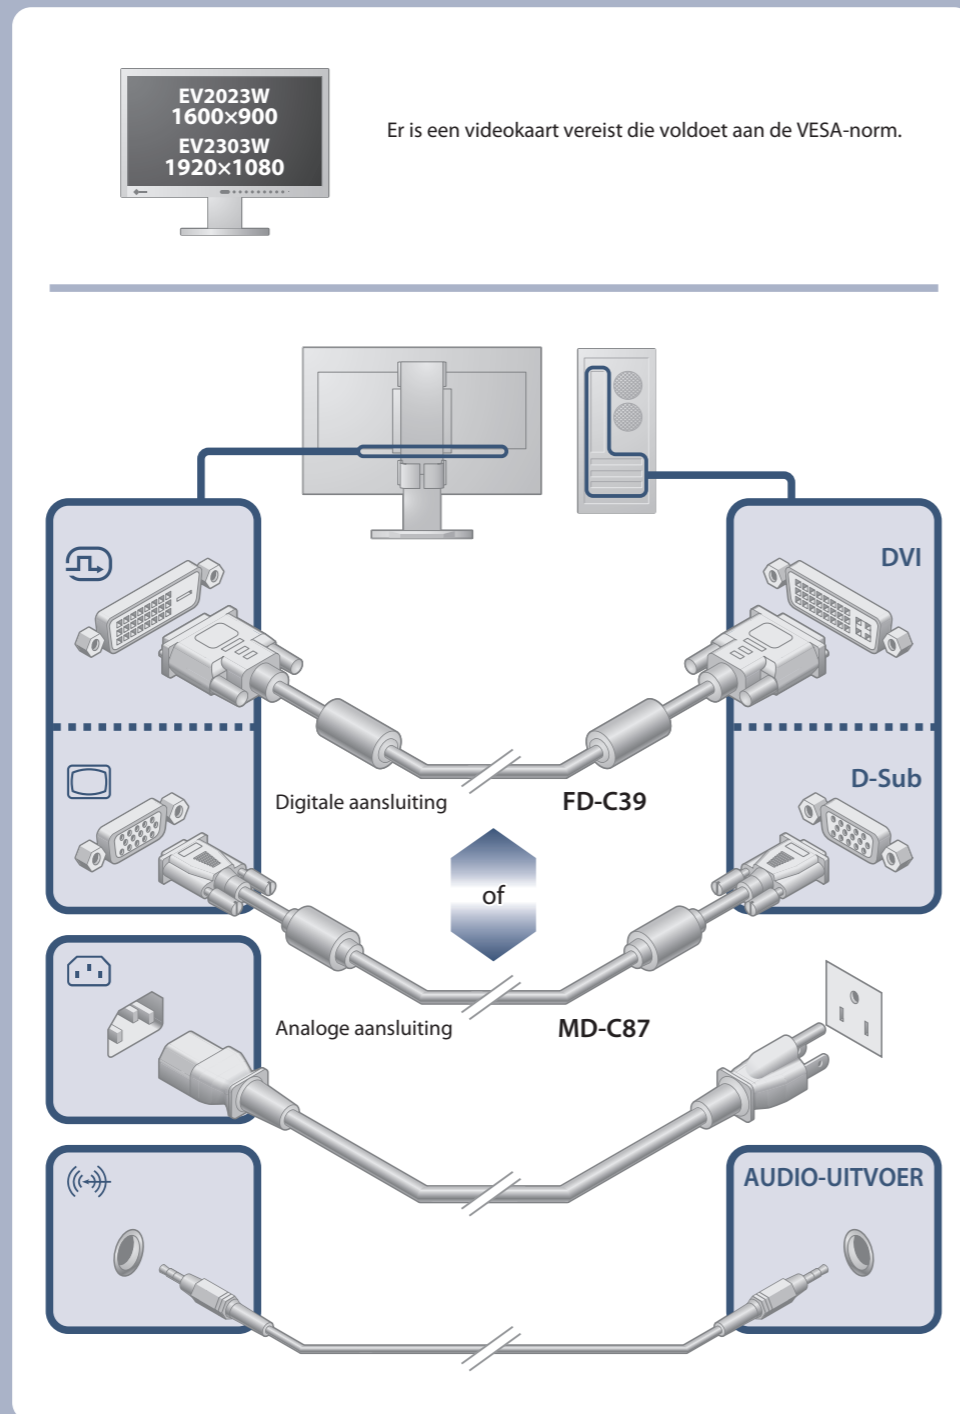 EV2023W
1600×900
EV2303W
1920×1080
Er is een videokaart vereist die voldoet aan de VESA-norm.
DVI
D-Sub
Digitale aansluiting
FD-C39
of
Analoge aansluiting
MD-C87
AUDIO-UITVOER